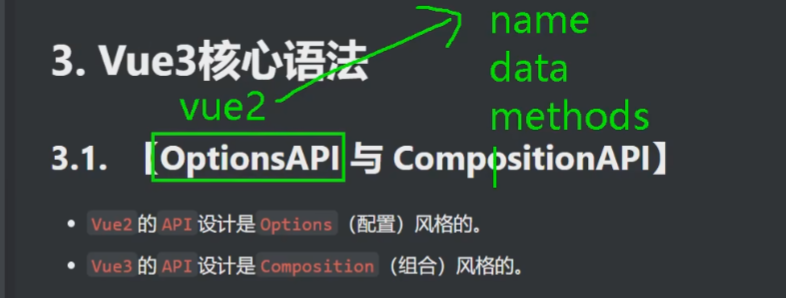 name
3. Vue3核心语法
data
vue2
methods
3.1. 【OptionsAPI 与 CompositionAPI】
Vue2 的 API 设计是 Options（配置）风格的。
Vue3 的 API 设计是 Composition（组合）风格的。